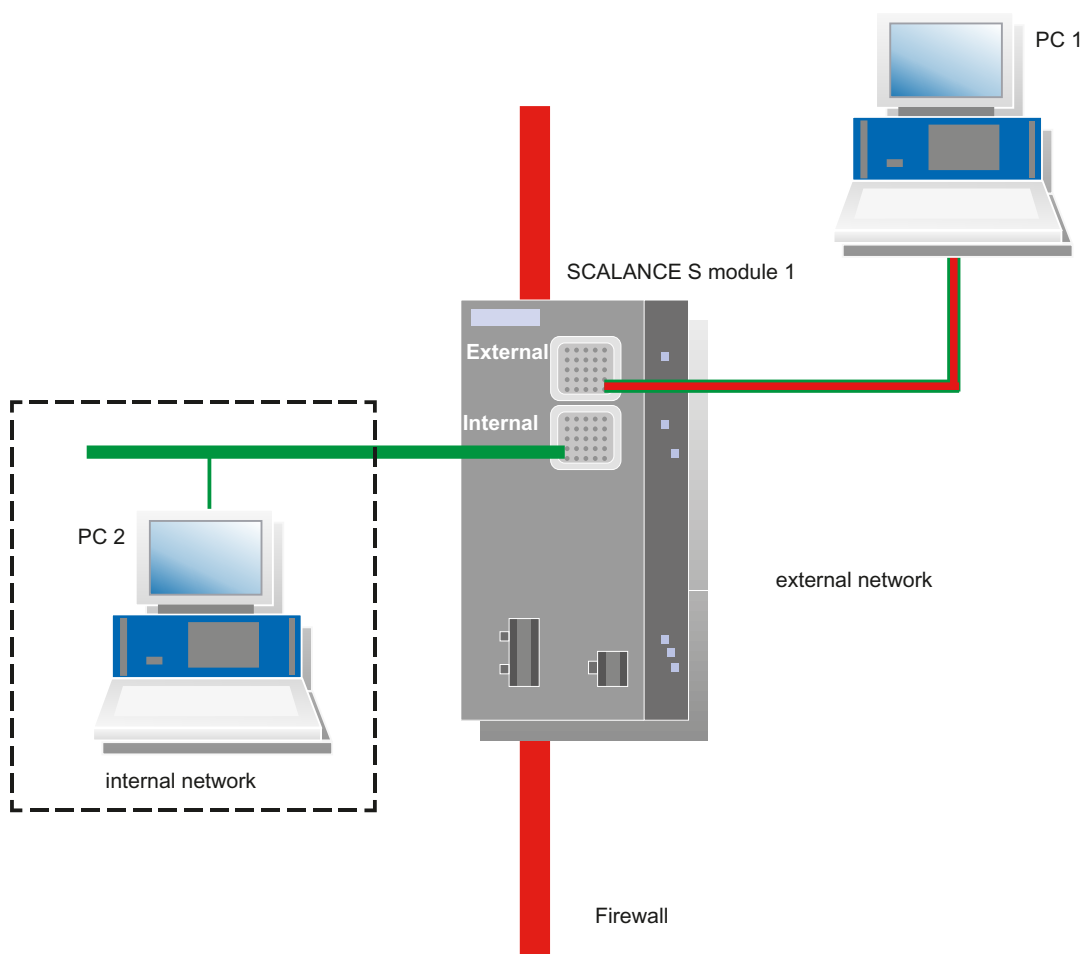 PC 1
SCALANCE S module 1
External
Internal
PC 2
external network
internal network
Firewall